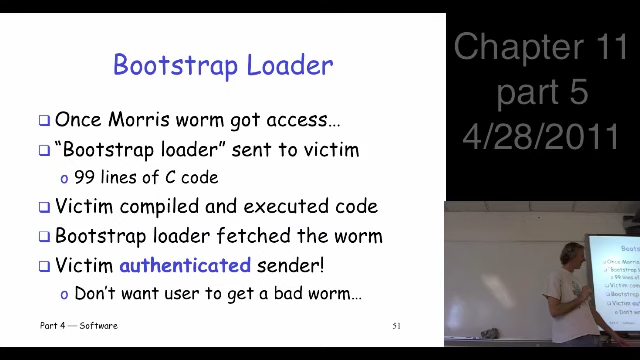 Bootstrap Loader
Once Morris worm got access…
“Bootstrap loader” sent to victim
99 lines of C code
Victim compiled and executed code
Bootstrap loader fetched the worm
Victim authenticated sender!
Don’t want user to get a bad worm…
Part 4 — Software
51
Chapter 11
part 5
4/28/2011